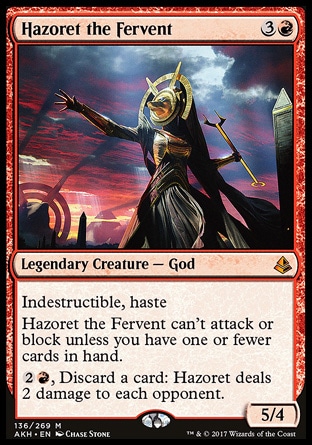 Hazoret the Fervent 3
Legendary Creature — God
Indestructible, haste
Hazoret the Fervent can't attack or
block unless you have one or fewer
cards in hand.
2, Discard a card: Hazoret deals
2 damage to each opponent.
5/4
136/269 M
AKH • EN Chase Stone
™ & © 2017 Wizards of the Coast